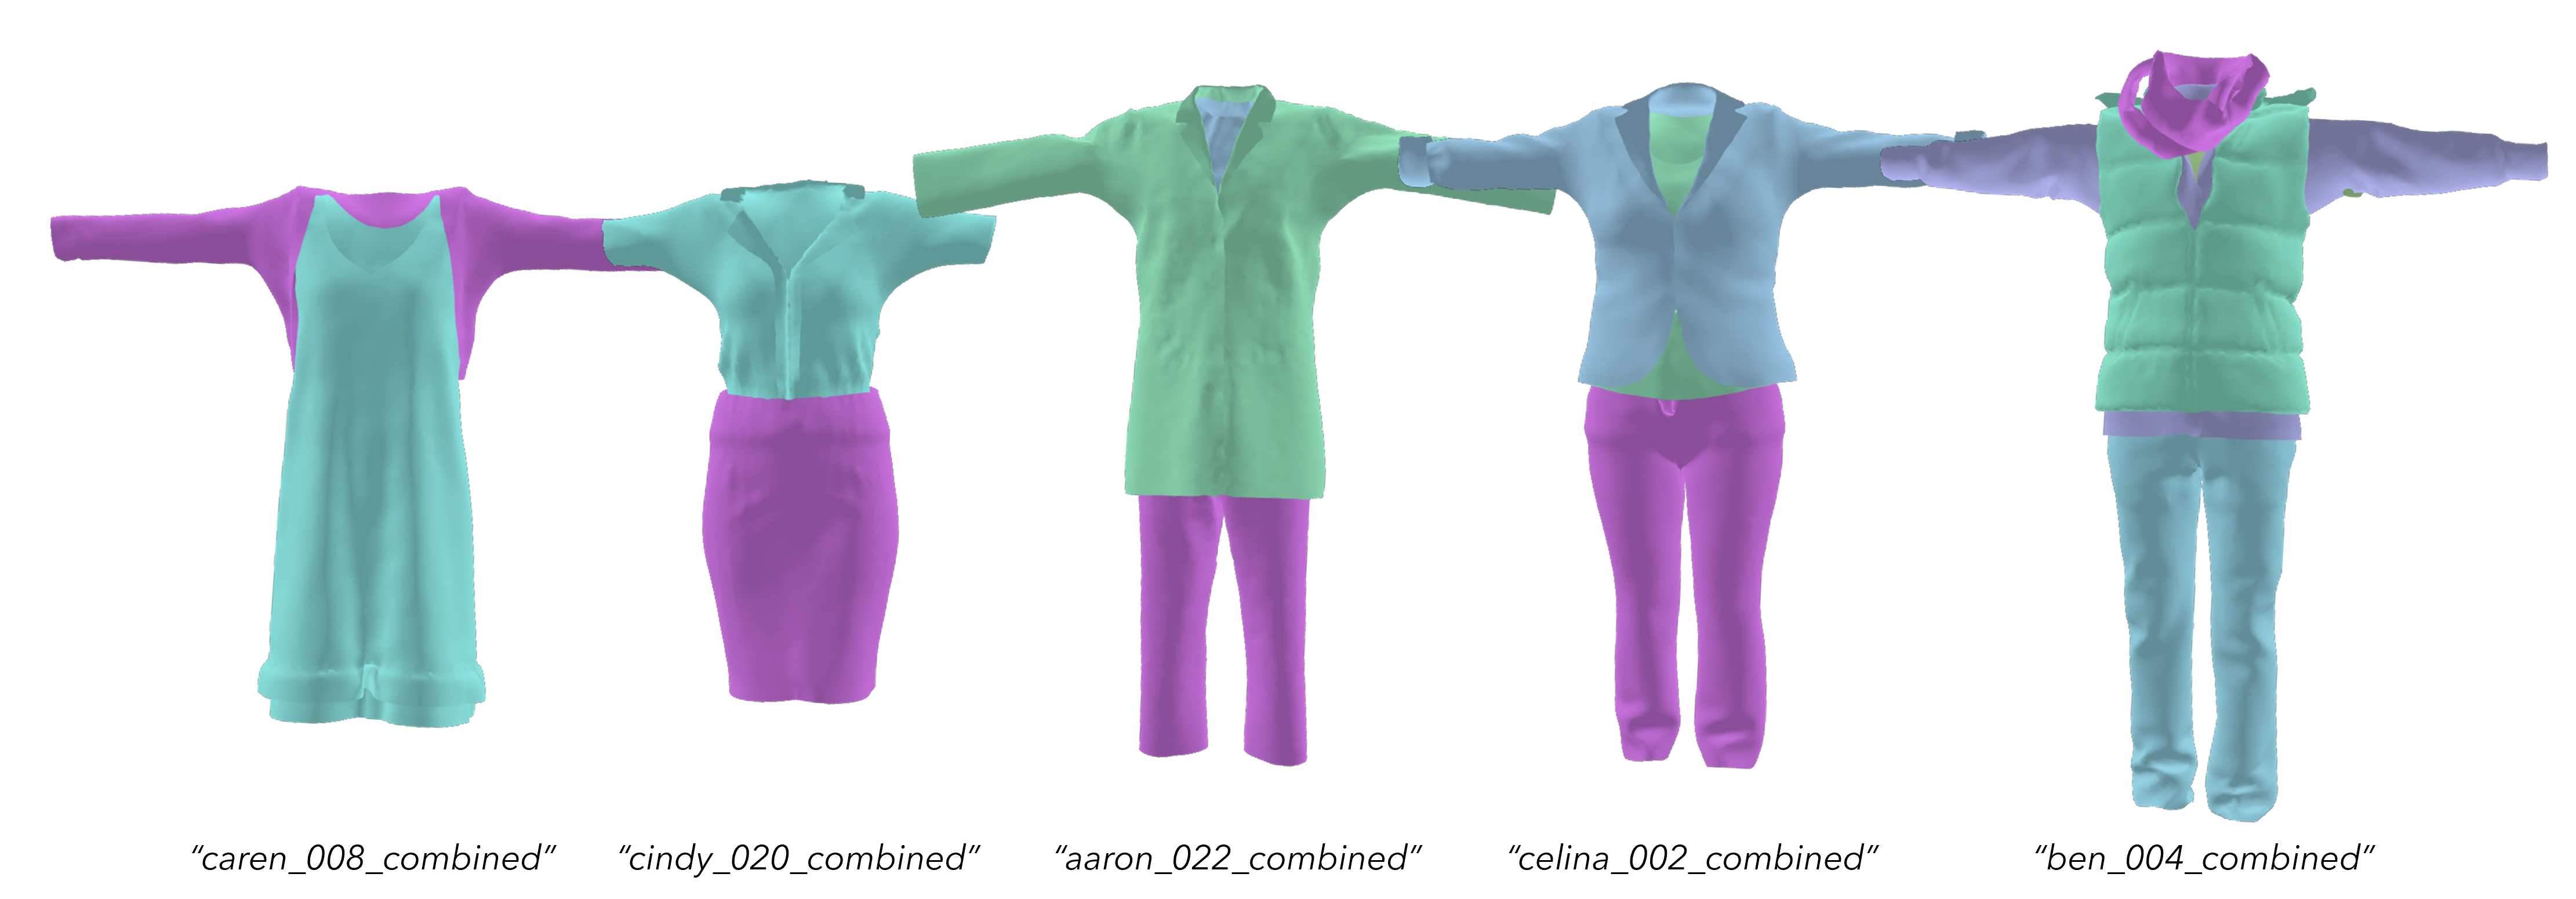 “caren_008_combined”
“cindy_020_combined”
“aaron_022_combined”
“celina_002_combined”
“ben_004_combined”